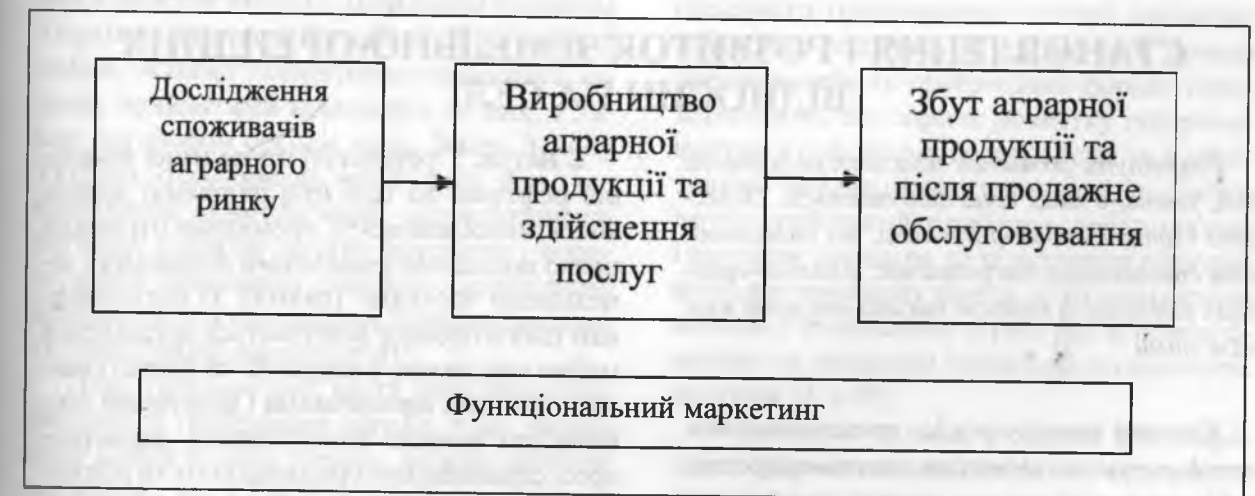 Дослідження
споживачів
аграрного
ринку
Виробництво
аграрної
продукції та
здійснення
послуг
Збут аграрної
продукції та
після продажне
обслуговування
Функціональний маркетинг